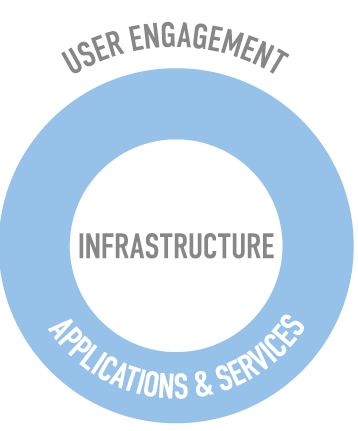 USER ENGAGEMENT
INFRASTRUCTURE
APPLICATIONS & SERVICES